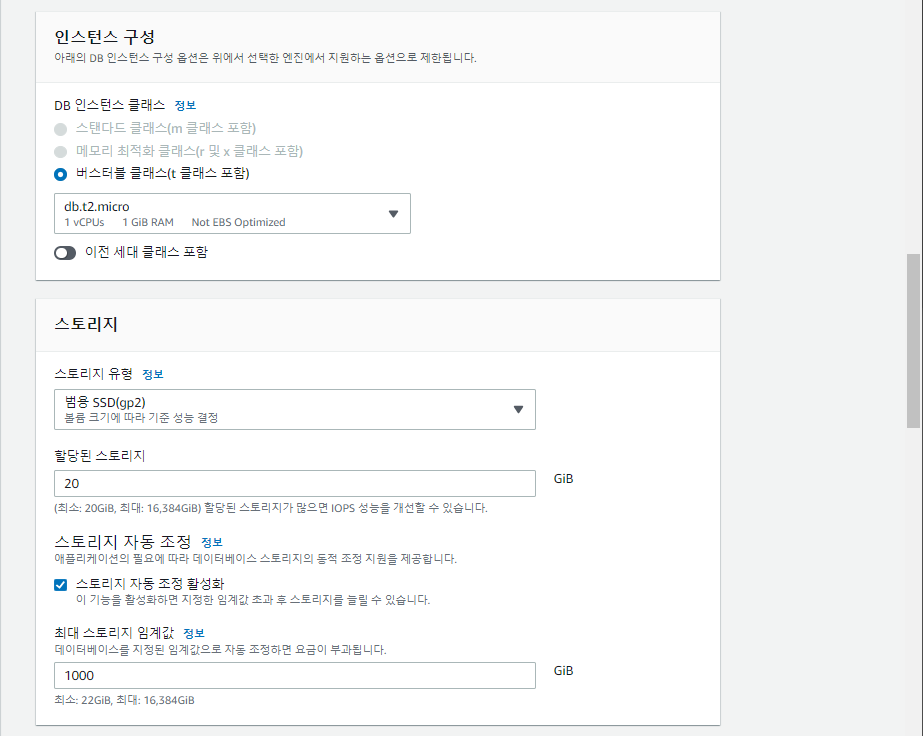 인스턴스 구성
아래의 DB 인스턴스 구성 옵션은 위에서 선택한 엔진에서 지원하는 옵션으로 제한됩니다.
DB 인스턴스 클래스 정보
스탠다드 클래스(m 클래스 포함)
메모리 최적화 클래스(r 및 x 클래스 포함)
버스터블 클래스(t 클래스 포함)
db.t2.micro
1 vCPUs 1 GiB RAM Not EBS Optimized
이전 세대 클래스 포함
스토리지
스토리지 유형 정보
범용 SSD(gp2)
볼륨 크기에 따라 기준 성능 결정
할당된 스토리지
20 GiB
(최소: 20GiB, 최대: 16,384GiB) 할당된 스토리지가 많으면 IOPS 성능을 개선할 수 있습니다.
스토리지 자동 조정 정보
애플리케이션의 필요에 따라 데이터베이스 스토리지의 동적 조정 지원을 제공합니다.
스토리지 자동 조정 활성화
이 기능을 활성화하면 지정한 임계값 초과 후 스토리지를 늘릴 수 있습니다.
최대 스토리지 임계값 정보
데이터베이스를 지정된 임계값으로 자동 조정하면 요금이 부과됩니다.
1000 GiB
최소: 22GiB, 최대: 16,384GiB